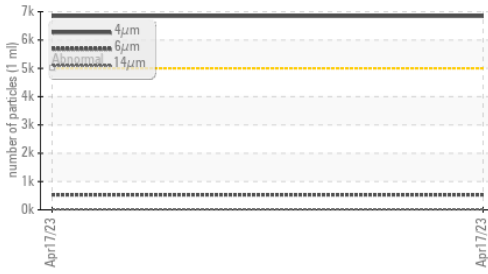 7k
6k
5k
4k
3k
2k
1k
0k
number of particles (1 ml)
4µm
6µm
Abnormal
14µm
Apr17/23
Apr17/23